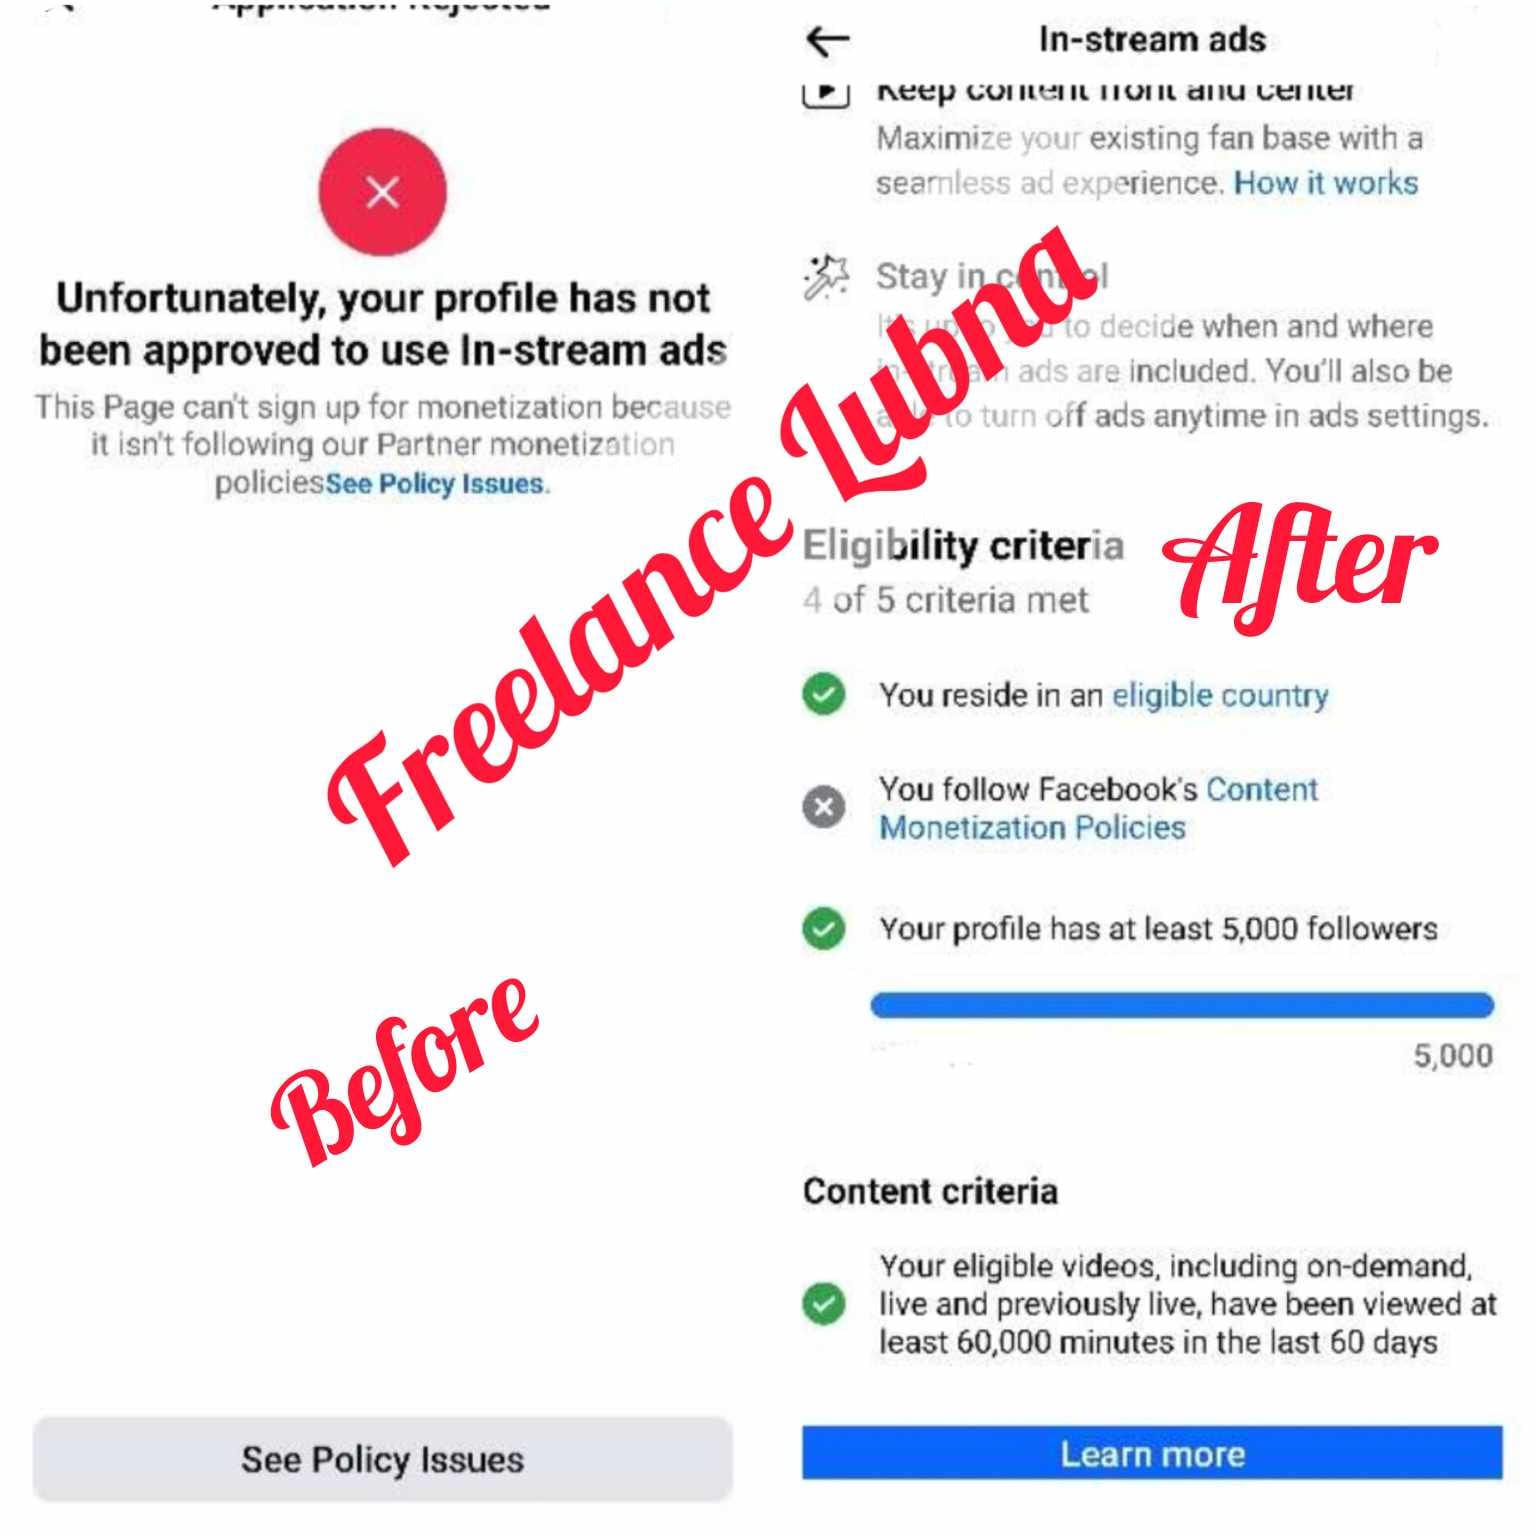 Application Rejected
Unfortunately, your profile has not
been approved to use In-stream ads
This Page can't sign up for monetization because
it isn't following our Partner monetization
policiesSee Policy Issues.
Before
See Policy Issues
Freelance Lubna
In-stream ads
Keep content front and center
Maximize your existing fan base with a
seamless ad experience. How it works
Stay in control
It's up to you to decide when and where
in-stream ads are included. You'll also be
able to turn off ads anytime in ads settings.
Eligibility criteria
After
4 of 5 criteria met
You reside in an eligible country
You follow Facebook's Content
Monetization Policies
Your profile has at least 5,000 followers
5,000
Content criteria
Your eligible videos, including on-demand,
live and previously live, have been viewed at
least 60,000 minutes in the last 60 days
Learn more